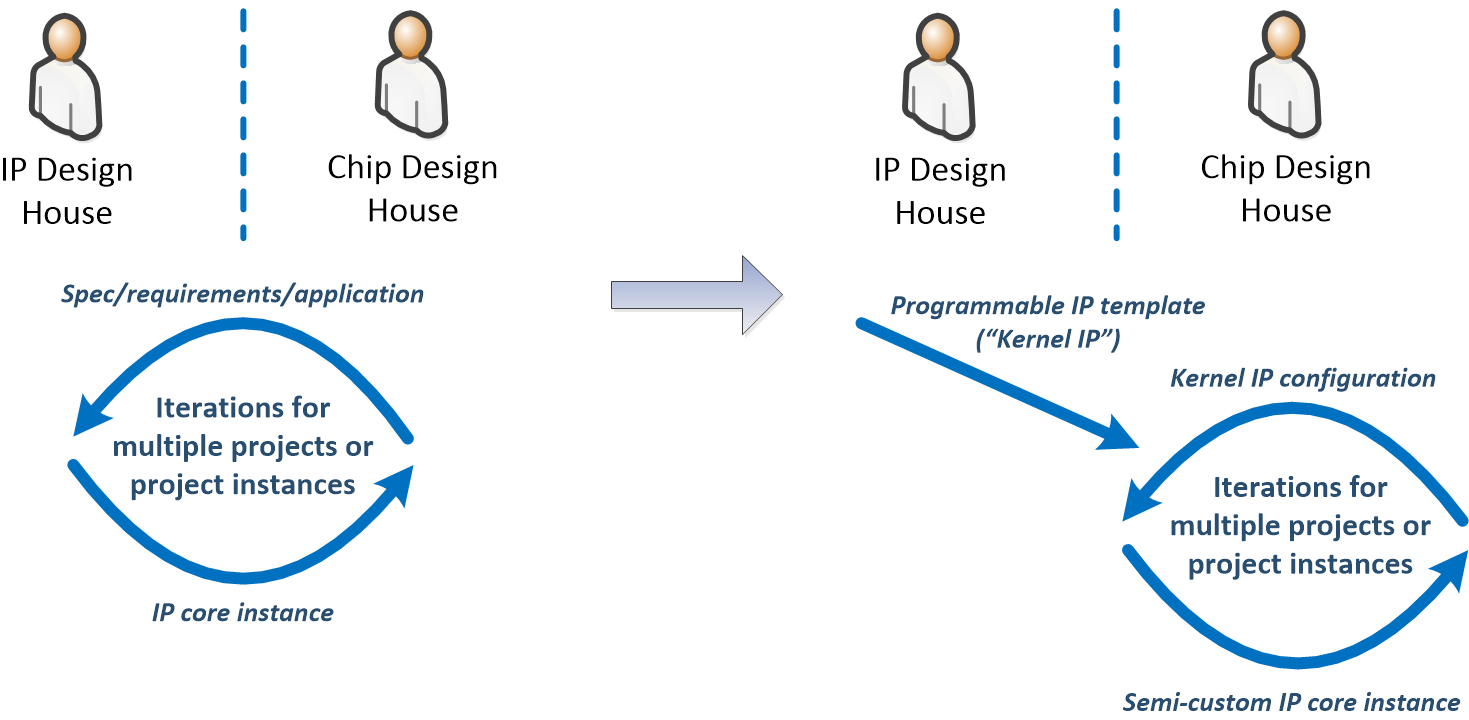 IP Design
House
Chip Design
House
Spec/requirements/application
Iterations for
multiple projects or
project instances
IP core instance
IP Design
House
Chip Design
House
Programmable IP template
(“Kernel IP”)
Kernel IP configuration
Iterations for
multiple projects or
project instances
Semi-custom IP core instance